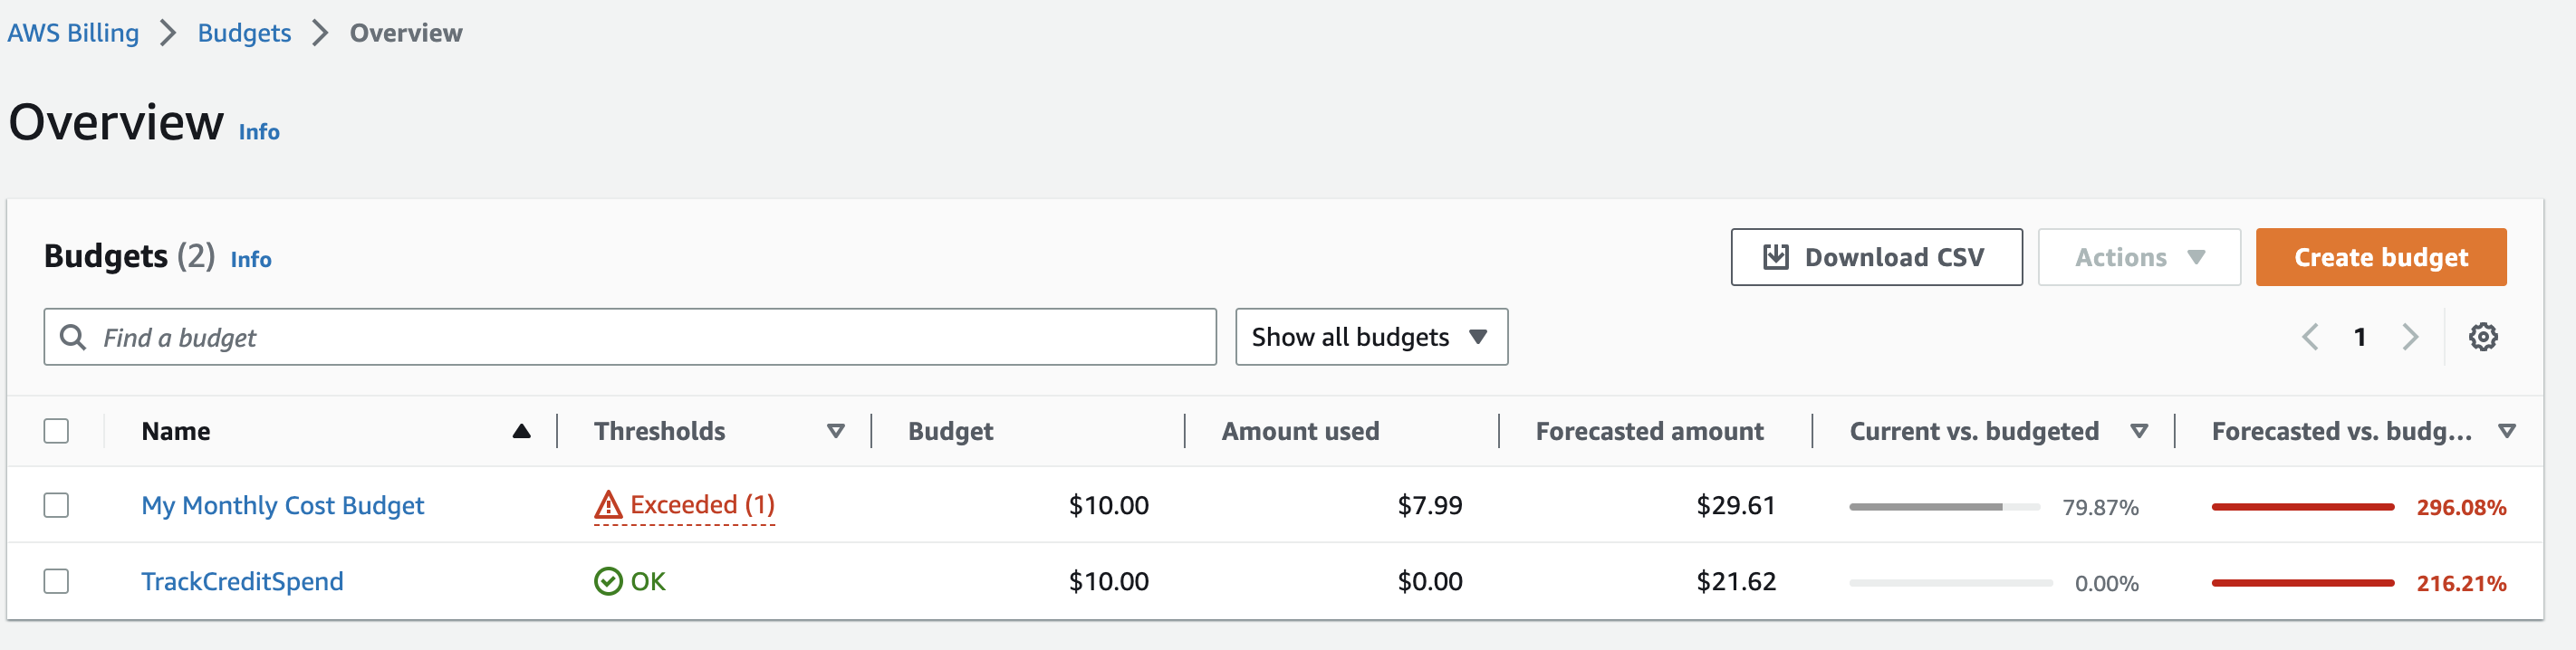 AWS Billing Budgets Overview
Overview Info
Budgets (2) Info Download CSV Actions Create budget
Find a budget Show all budgets 1
Name Thresholds Budget Amount used Forecasted amount Current vs. budgeted Forecasted vs. budg...
My Monthly Cost Budget Exceeded (1) $10.00 $7.99 $29.61 79.87% 296.08%
TrackCreditSpend OK $10.00 $0.00 $21.62 0.00% 216.21%